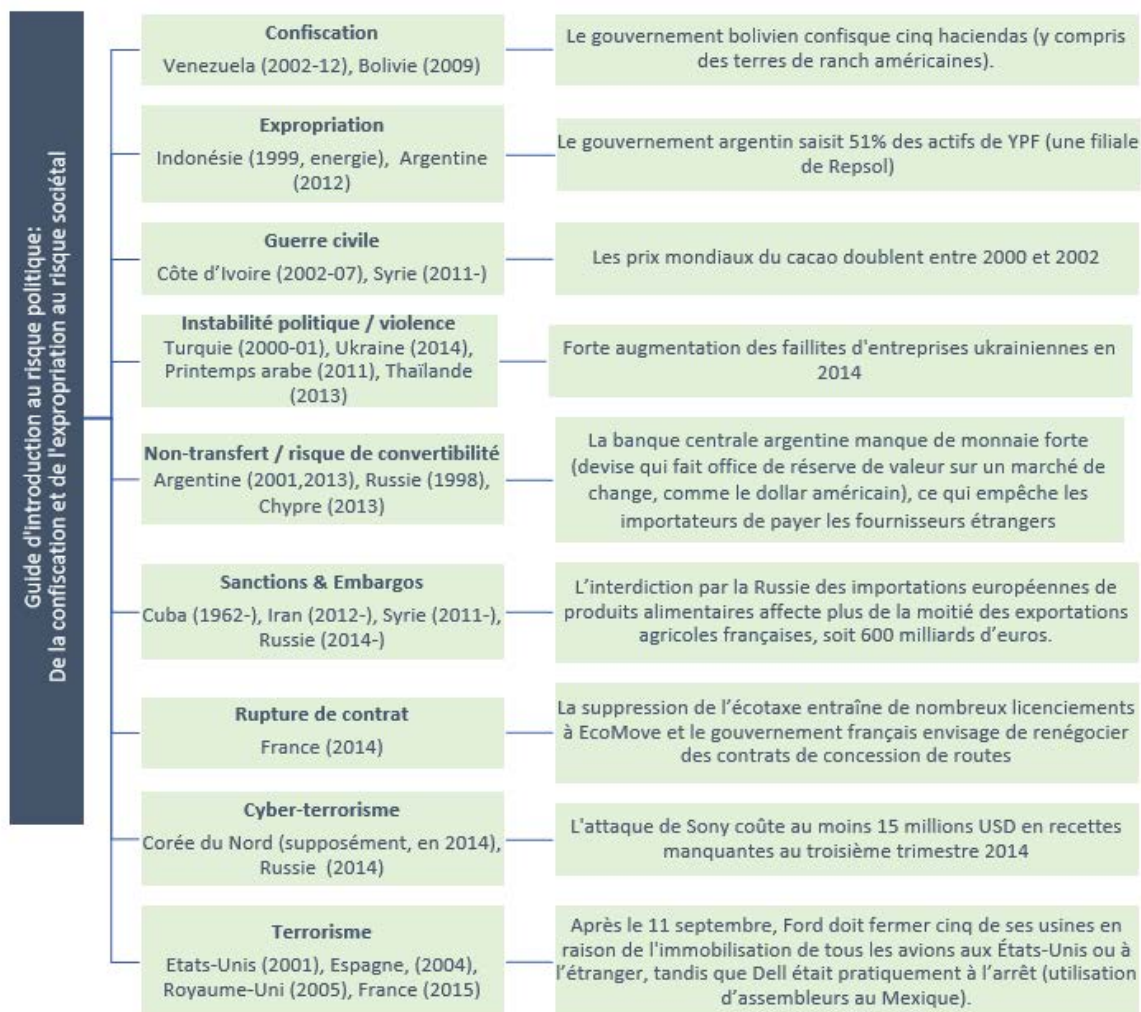 Guide d'introduction au risque politique:
De la confiscation et de l'expropriation au risque sociétal
Confiscation
Venezuela (2002-12), Bolivie (2009)
Le gouvernement bolivien confisque cinq haciendas (y compris
des terres de ranch américaines).
Expropriation
Indonésie (1999, energie), Argentine
(2012)
Le gouvernement argentin saisit 51% des actifs de YPF (une filiale
de Repsol)
Guerre civile
Côte d'Ivoire (2002-07), Syrie (2011-)
Les prix mondiaux du cacao doublent entre 2000 et 2002
Instabilité politique / violence
Turquie (2000-01), Ukraine (2014),
Printemps arabe (2011), Thaïlande
(2013)
Forte augmentation des faillites d'entreprises ukrainiennes en
2014
Non-transfert / risque de convertibilité
Argentine (2001,2013), Russie (1998),
Chypre (2013)
La banque centrale argentine manque de monnaie forte
(devise qui fait office de réserve de valeur sur un marché de
change, comme le dollar américain), ce qui empêche les
importateurs de payer les fournisseurs étrangers
Sanctions & Embargos
Cuba (1962-), Iran (2012-), Syrie (2011-),
Russie (2014-)
L'interdiction par la Russie des importations européennes de
produits alimentaires affecte plus de la moitié des exportations
agricoles françaises, soit 600 milliards d'euros.
Rupture de contrat
France (2014)
La suppression de l'écotaxe entraîne de nombreux licenciements
à EcoMove et le gouvernement français envisage de renégocier
des contrats de concession de routes
Cyber-terrorisme
Corée du Nord (supposément, en 2014),
Russie (2014)
L'attaque de Sony coûte au moins 15 millions USD en recettes
manquantes au troisième trimestre 2014
Terrorisme
Etats-Unis (2001), Espagne, (2004),
Royaume-Uni (2005), France (2015)
Après le 11 septembre, Ford doit fermer cinq de ses usines en
raison de l'immobilisation de tous les avions aux États-Unis ou à
l'étranger, tandis que Dell était pratiquement à l'arrêt (utilisation
d'assembleurs au Mexique).